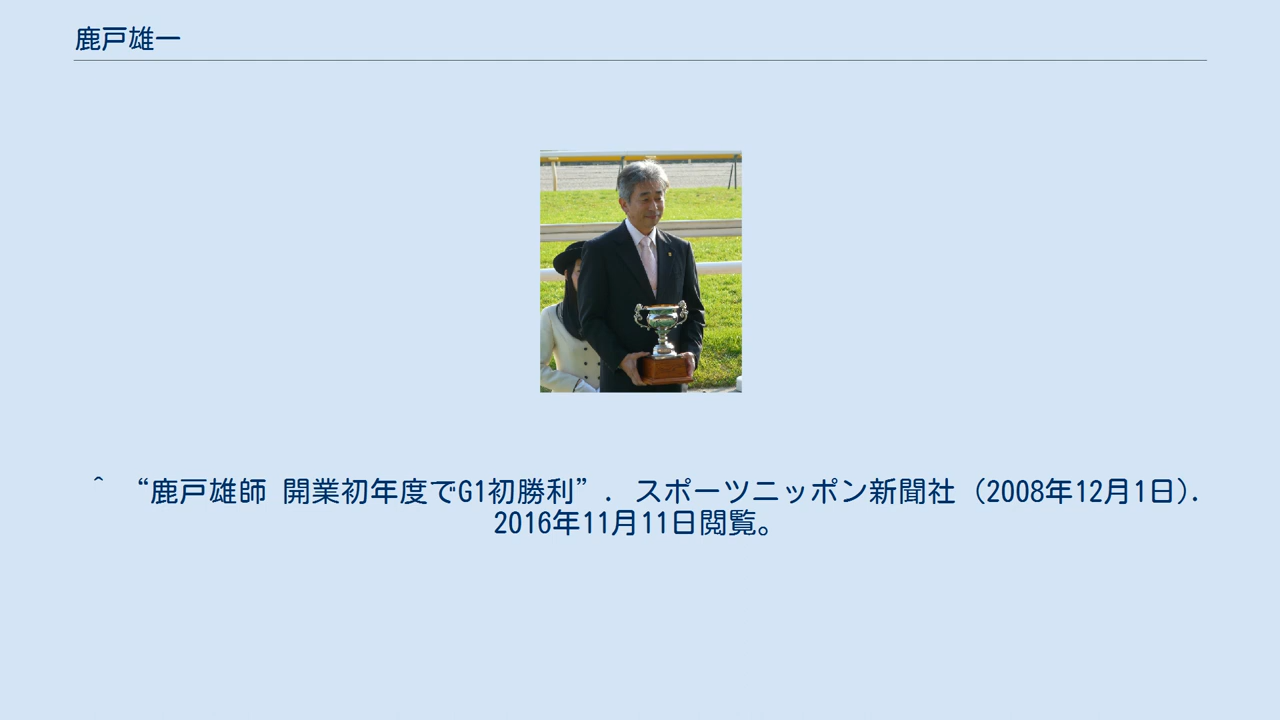 鹿戸雄一
^ “鹿戸雄師 開業初年度でG1初勝利”. スポーツニッポン新聞社 (2008年12月1日).
2016年11月11日閲覧。